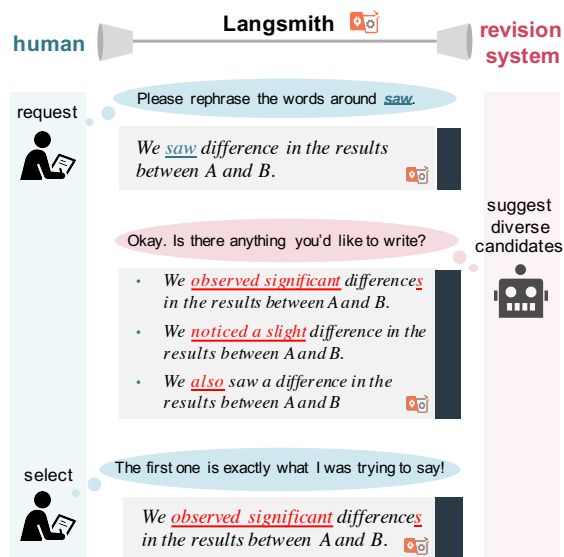 Langsmith
human
revision
system
request
Please rephrase the words around saw.
We saw difference in the results
between A and B.
suggest
diverse
candidates
Okay. Is there anything you'd like to write?
• We observed significant differences
in the results between A and B.
• We noticed a slight difference in the
results between A and B.
• We also saw a difference in the
results between A and B
select
The first one is exactly what I was trying to say!
We observed significant differences
in the results between A and B.